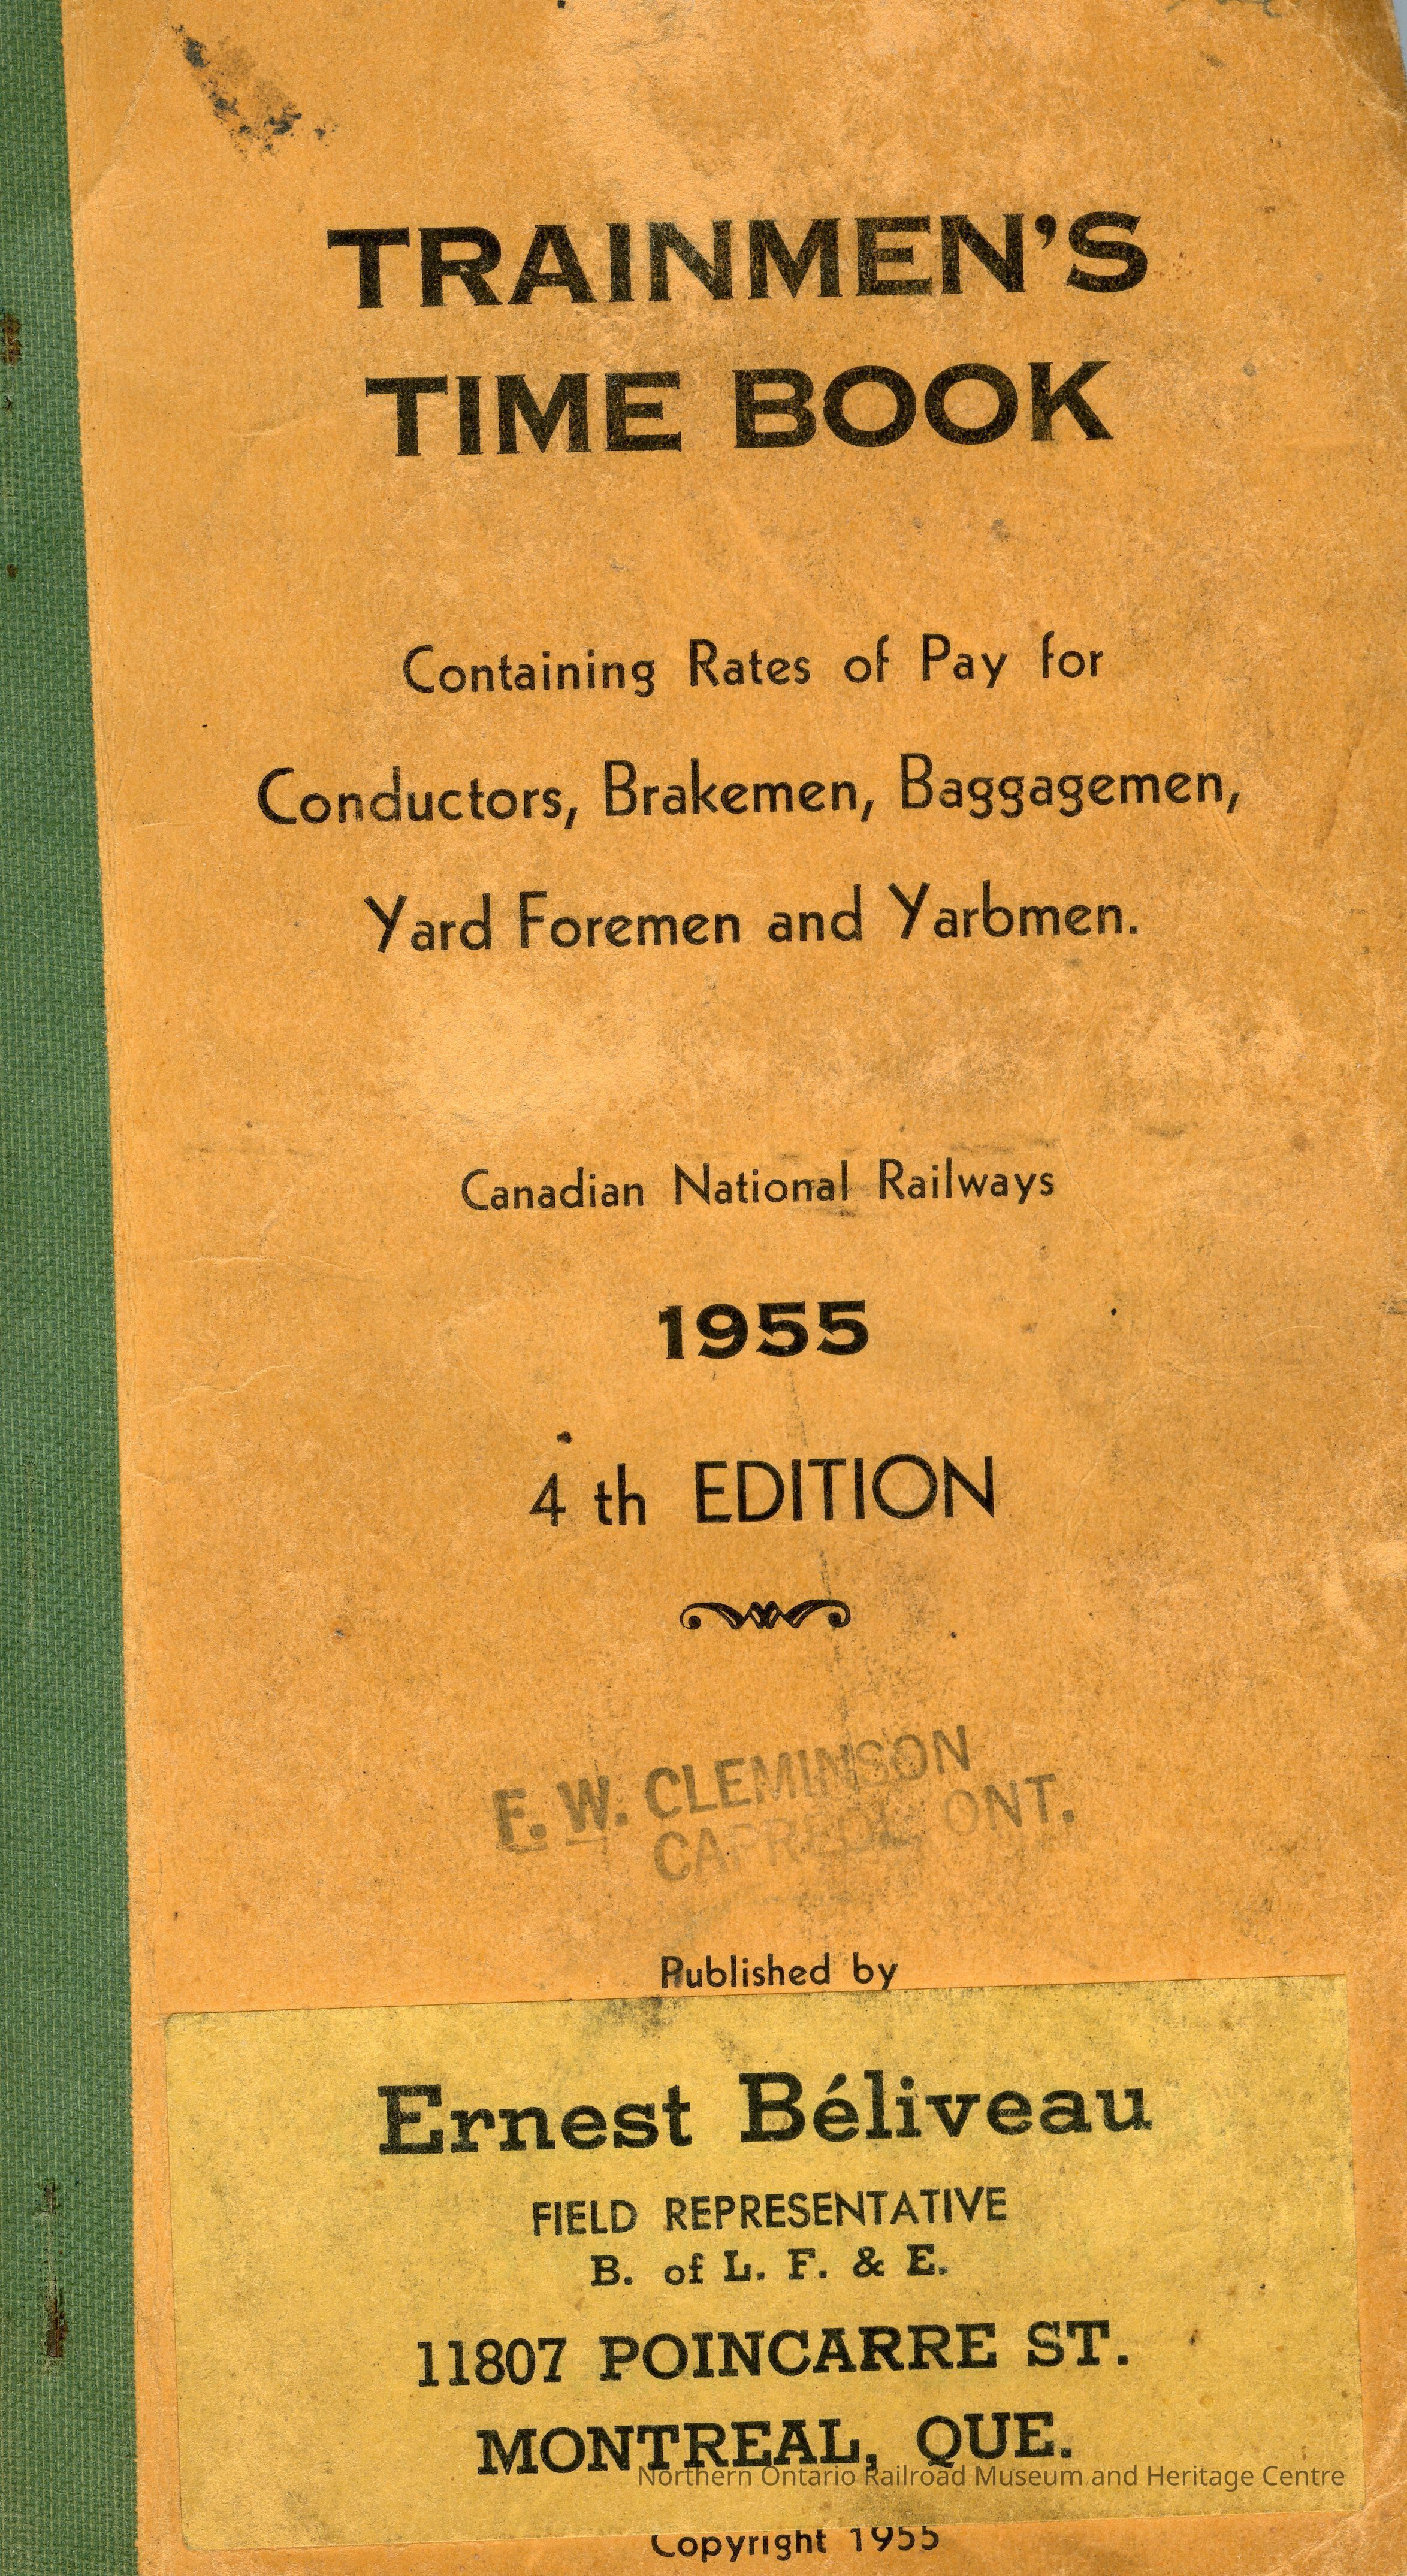 TRAINMEN'S
TIME BOOK
Containing Rates of Pay for
Conductors, Brakemen, Baggagemen,
Yard Foremen and Yarbmen.
Canadian National Railways
1955
4 th EDITION
F. W. CLEMINSON
CAPREOL, ONT.
Published by
Ernest Béliveau
FIELD REPRESENTATIVE
B. of L. F. & E.
11807 POINCARRE ST.
MONTREAL, QUE.
Northern Ontario Railroad Museum and Heritage Centre
Copyright 1955